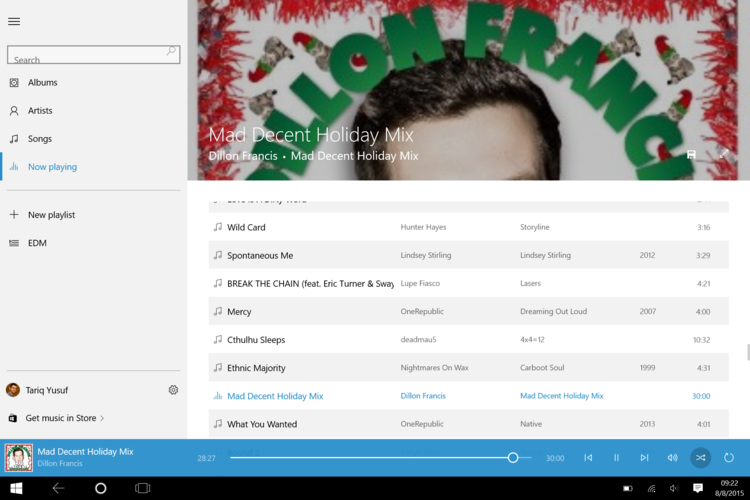 DILLON FRANCIS
Mad Decent Holiday Mix
Dillon Francis • Mad Decent Holiday Mix
Search
Albums
Artists
Songs
Now playing
New playlist
EDM
Tariq Yusuf
Get music in Store >
Wild Card Hunter Hayes Storyline 3:16
Spontaneous Me Lindsey Stirling Lindsey Stirling 2012 3:29
BREAK THE CHAIN (feat. Eric Turner & Sway Lupe Fiasco Lasers 4:21
Mercy OneRepublic Dreaming Out Loud 2007 4:00
Cthulhu Sleeps deadmau5 4x4=12 10:32
Ethnic Majority Nightmares On Wax Carboot Soul 1999 4:31
Mad Decent Holiday Mix Dillon Francis Mad Decent Holiday Mix 30:00
What You Wanted OneRepublic Native 2013 4:01
Mad Decent Holiday Mix
Dillon Francis
28:27 30:00
09:22
8/8/2015